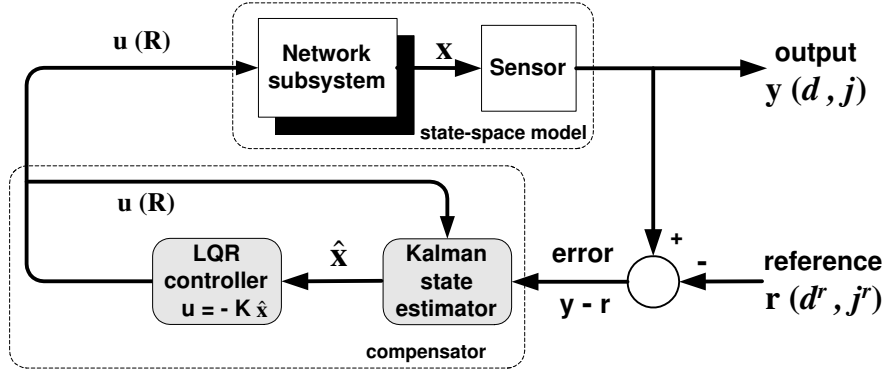 u (R)
Network
subsystem
x
Sensor
output
y (d , j)
state-space model
u (R)
LQR
controller
u = - K x̂
x̂
Kalman
state
estimator
error
y - r
+
-
reference
r (dʳ , jʳ)
compensator